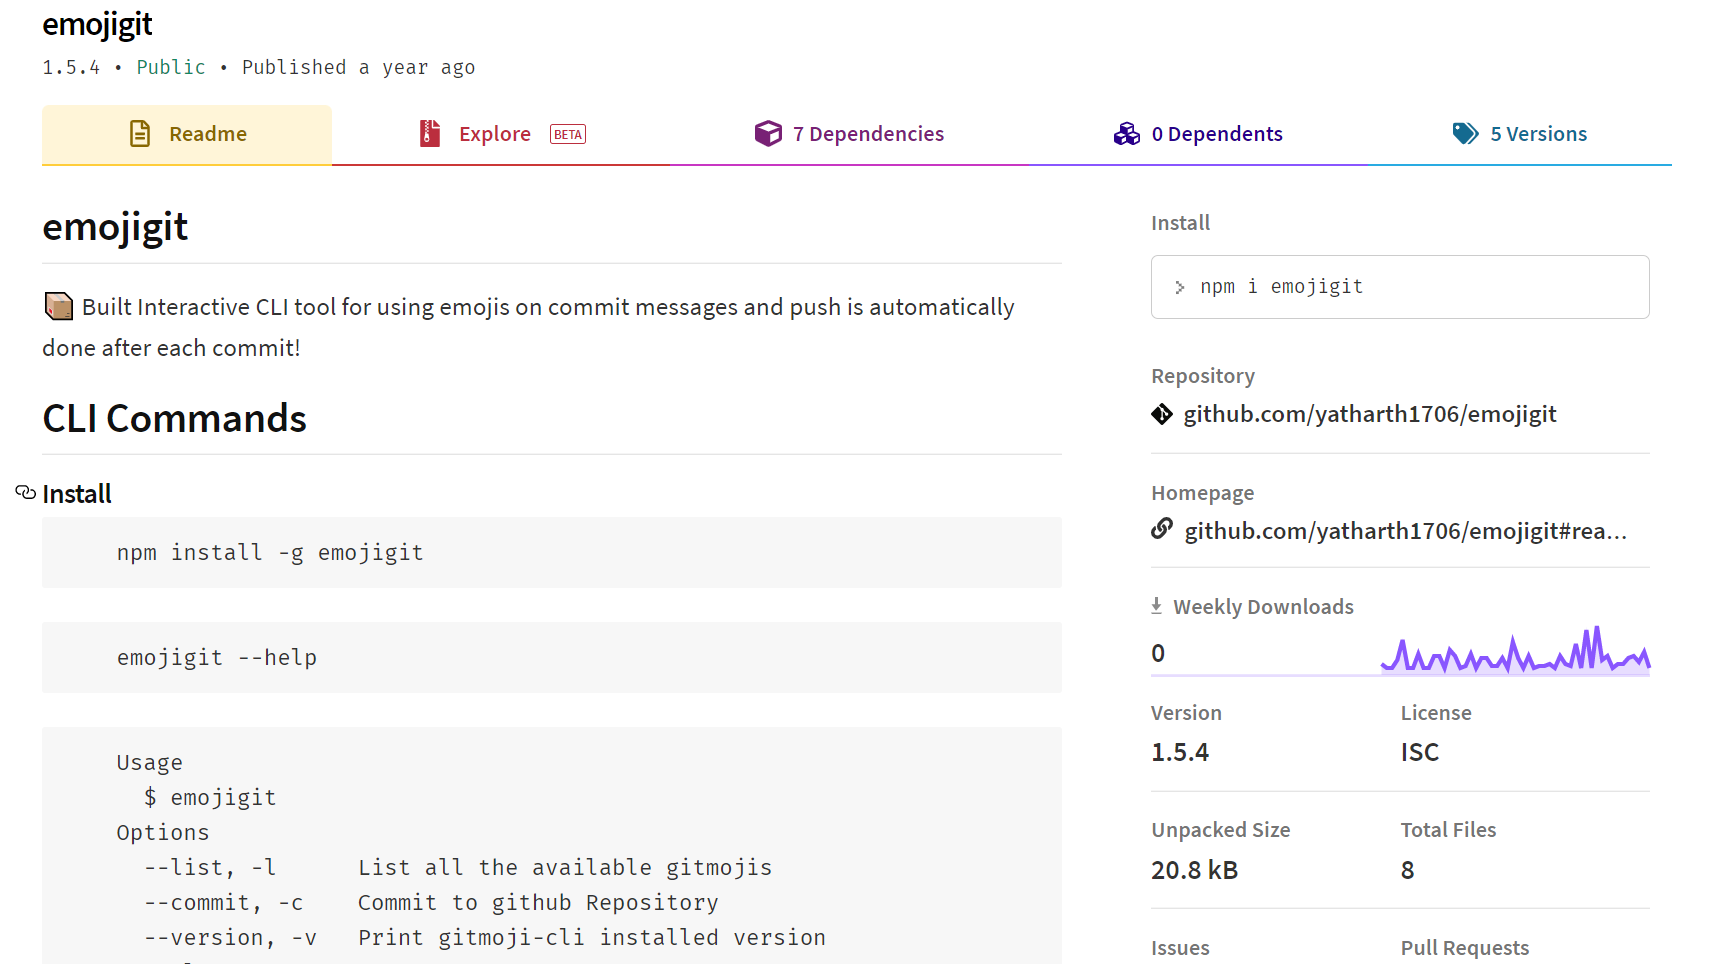 emojigit
1.5.4 • Public • Published a year ago
Readme
Explore BETA
7 Dependencies
0 Dependents
5 Versions
emojigit
📦 Built Interactive CLI tool for using emojis on commit messages and push is automatically
done after each commit!
CLI Commands
Install
npm install -g emojigit
emojigit --help
Usage
$ emojigit
Options
--list, -l List all the available gitmojis
--commit, -c Commit to github Repository
--version, -v Print gitmoji-cli installed version
Install
> npm i emojigit
Repository
github.com/yatharth1706/emojigit
Homepage
github.com/yatharth1706/emojigit#rea...
Weekly Downloads
0
Version
License
1.5.4
ISC
Unpacked Size
Total Files
20.8 kB
8
Issues
Pull Requests